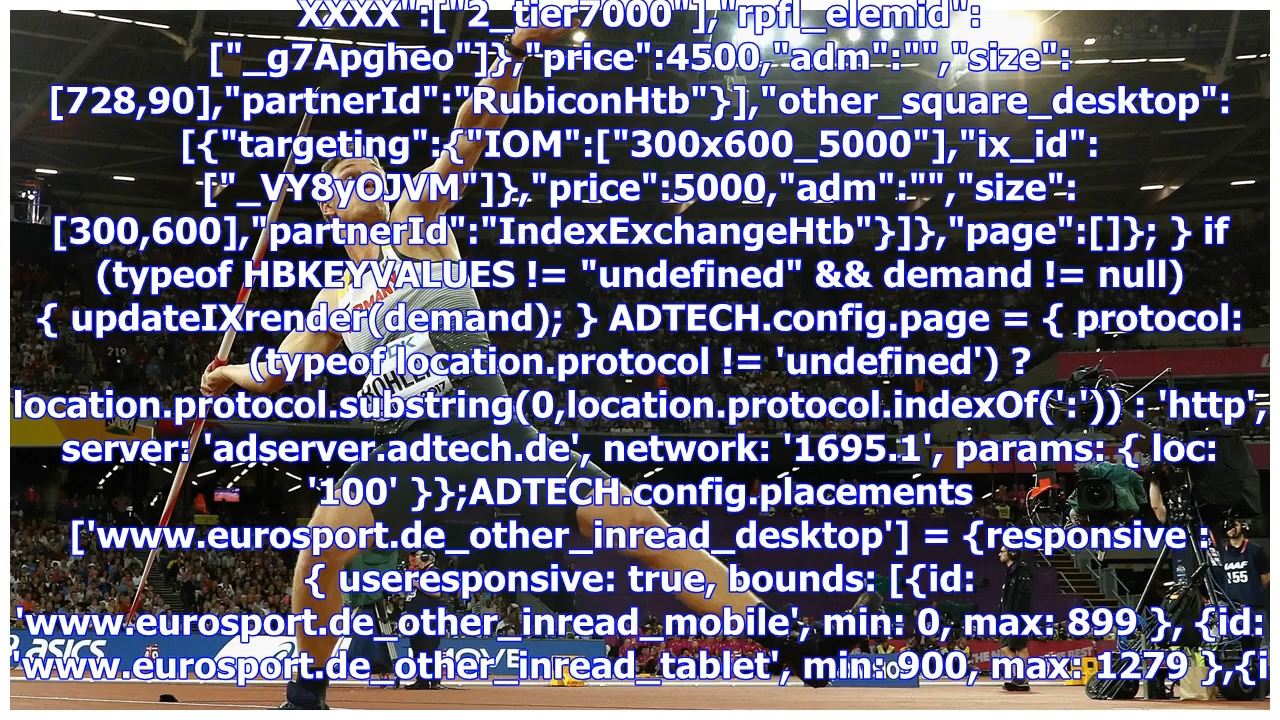 XXXX":["2_tier7000"],"rpfl_elemid":
["_g7Apgheo"]},"price":4500,"adm":"","size":
[728,90],"partnerId":"RubiconHtb"}],"other_square_desktop":
[{"targeting":{"IOM":["300x600_5000"],"ix_id":
["_VY8yOJVM"]},"price":5000,"adm":"","size":
[300,600],"partnerId":"IndexExchangeHtb"}]},"page":[]}; } if
(typeof HBKEYVALUES != "undefined" && demand != null)
{ updateIXrender(demand); } ADTECH.config.page = { protocol:
(typeof location.protocol != 'undefined') ?
location.protocol.substring(0,location.protocol.indexOf(':')) : 'http',
server: 'adserver.adtech.de', network: '1695.1', params: { loc:
'100' }};ADTECH.config.placements
['www.eurosport.de_other_inread_desktop'] = {responsive :
{ useresponsive: true, bounds: [{id:
'www.eurosport.de_other_inread_mobile', min: 0, max: 899 }, {id:
'www.eurosport.de_other_inread_tablet', min: 900, max: 1279 },{i
219
IAAF
155
asics